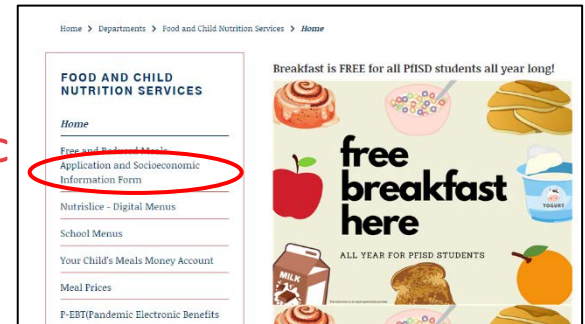 Home > Departments > Food and Child Nutrition Services > Home
FOOD AND CHILD
NUTRITION SERVICES
Home
Free and Reduced Meals
Application and Socioeconomic
Information Form
Nutrislice - Digital Menus
School Menus
Your Child's Meals Money Account
Meal Prices
P-EBT(Pandemic Electronic Benefits
Breakfast is FREE for all PfISD students all year long!
free
breakfast
here
ALL YEAR FOR PFISD STUDENTS
YOGURT
MILK